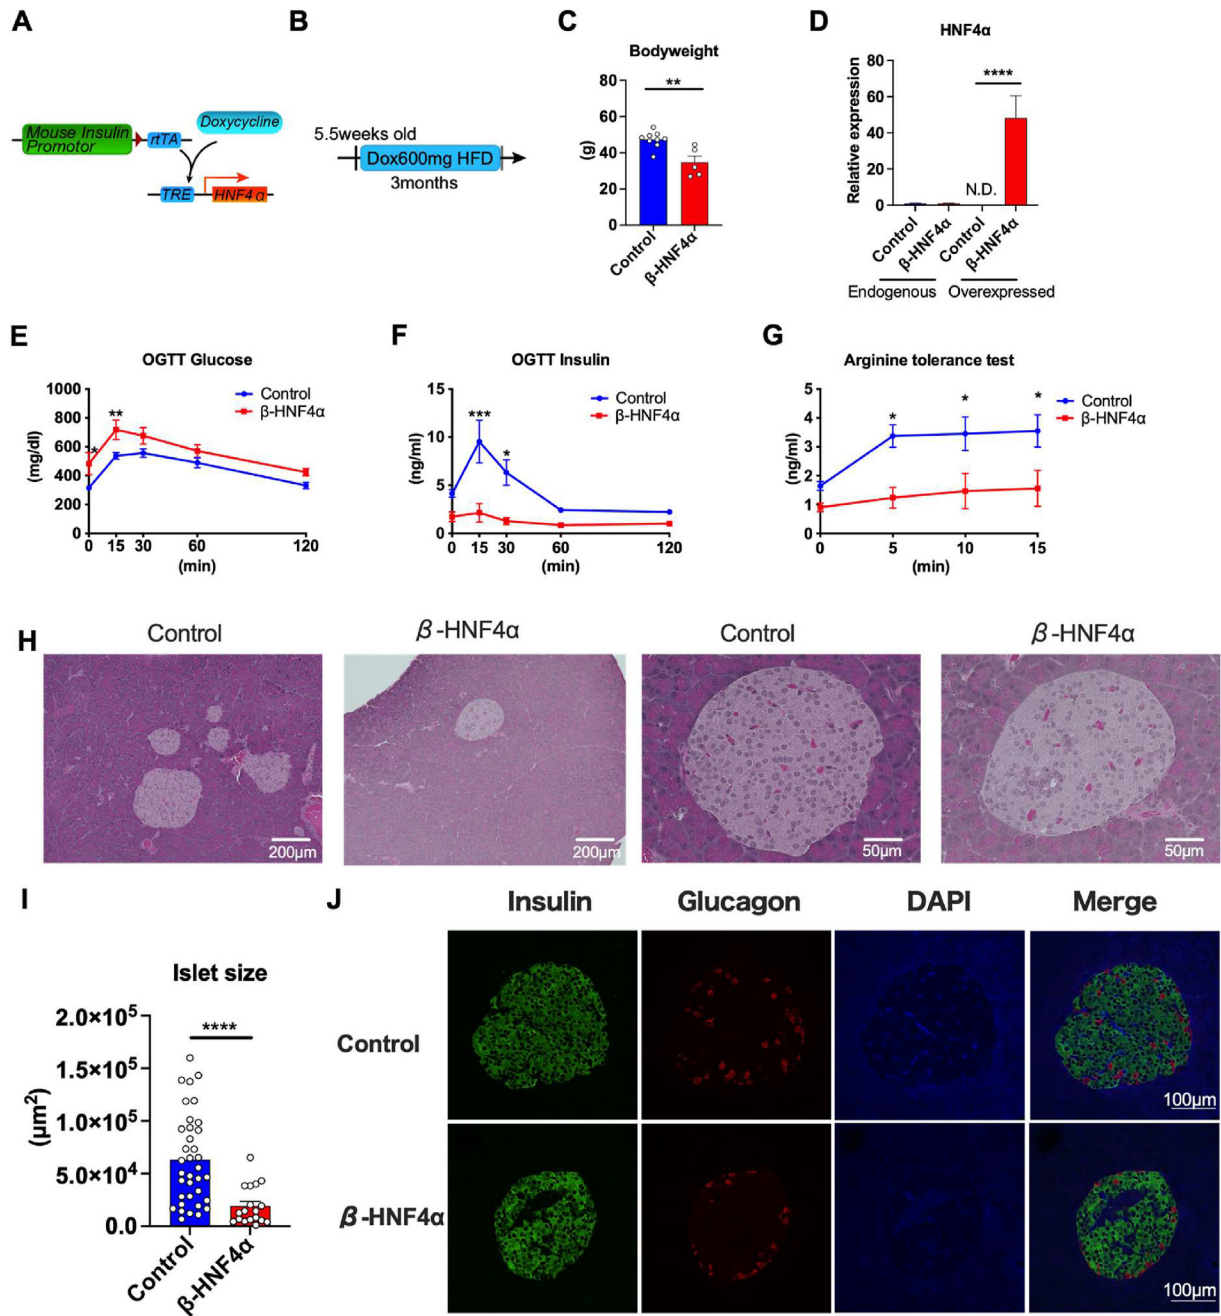 A
Mouse Insulin
Promotor
rtTA
Doxycycline
TRE
HNF4α
B
5.5weeks old
Dox600mg HFD
3months
C
Bodyweight
**
(g)
80
60
40
20
0
Control
β-HNF4α
D
HNF4α
****
Relative expression
80
60
40
20
0
N.D.
Control
β-HNF4α
Control
β-HNF4α
Endogenous
Overexpressed
E
OGTT Glucose
(mg/dl)
1000
800
600
400
200
0
*
**
Control
β-HNF4α
0 15 30 60 120
(min)
F
OGTT Insulin
(ng/ml)
15
10
5
0
***
*
Control
β-HNF4α
0 15 30 60 120
(min)
G
Arginine tolerance test
(ng/ml)
5
4
3
2
1
0
* * *
Control
β-HNF4α
0 5 10 15
(min)
H
Control
β-HNF4α
Control
β-HNF4α
200μm
200μm
50μm
50μm
I
Islet size
****
(μm²)
2.0×10⁵
1.5×10⁵
1.0×10⁵
5.0×10⁴
0.0
Control
β-HNF4α
J
Insulin
Glucagon
DAPI
Merge
Control
100μm
β-HNF4α
100μm